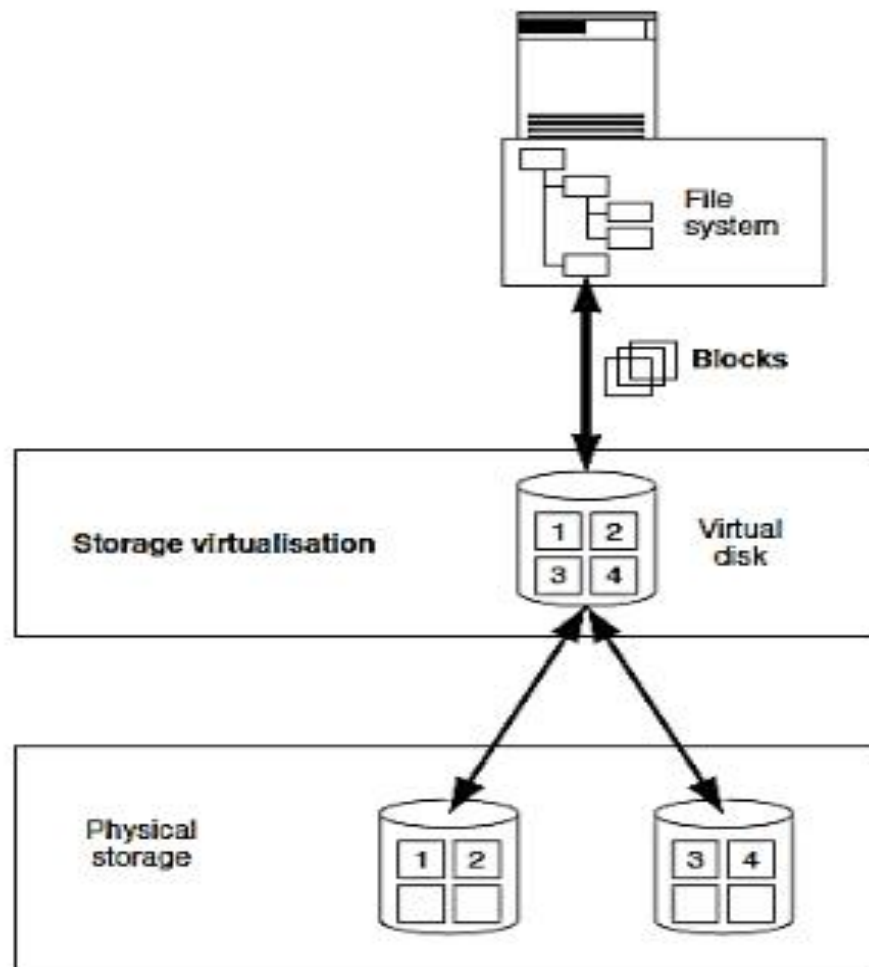 File
system
Blocks
Storage virtualisation
Virtual
disk
1 2
3 4
Physical
storage
1 2
3 4